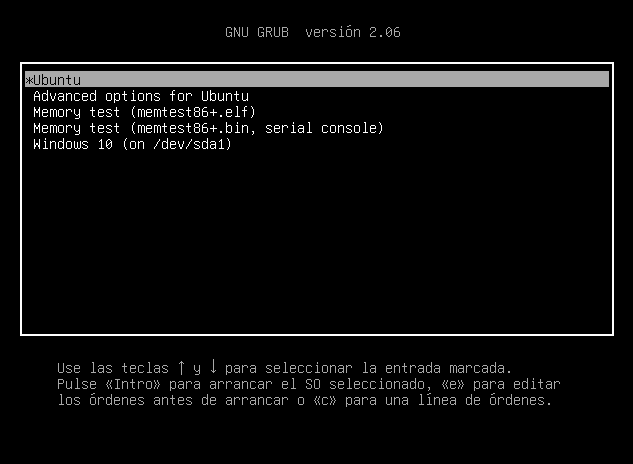 GNU GRUB  versión 2.06
*Ubuntu
Advanced options for Ubuntu
Memory test (memtest86+.elf)
Memory test (memtest86+.bin, serial console)
Windows 10 (on /dev/sda1)
Use las teclas ↑ y ↓ para seleccionar la entrada marcada.
Pulse «Intro» para arrancar el SO seleccionado, «e» para editar
los órdenes antes de arrancar o «c» para una línea de órdenes.